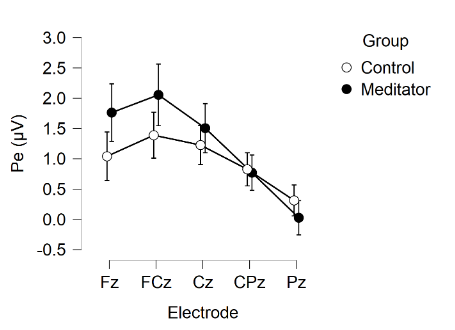 Group
Control
Meditator
Pe (µV)
3.0
2.5
2.0
1.5
1.0
0.5
0.0
-0.5
Fz FCz Cz CPz Pz
Electrode